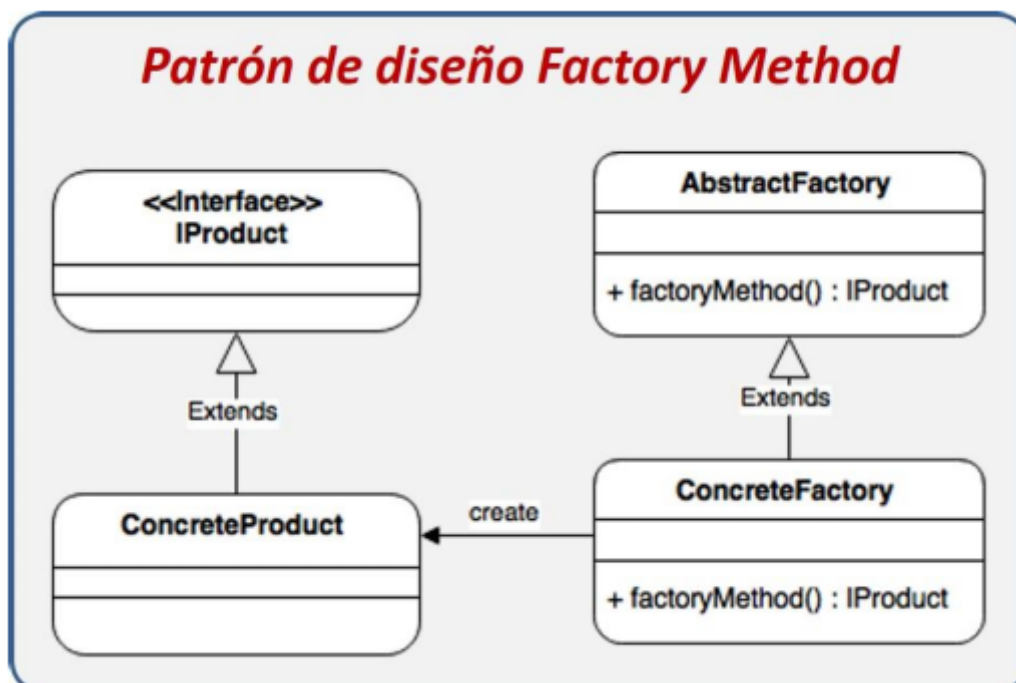 Patrón de diseño Factory Method
<<Interface>>
IProduct
Extends
ConcreteProduct
AbstractFactory
+ factoryMethod() : IProduct
Extends
ConcreteFactory
+ factoryMethod() : IProduct
create